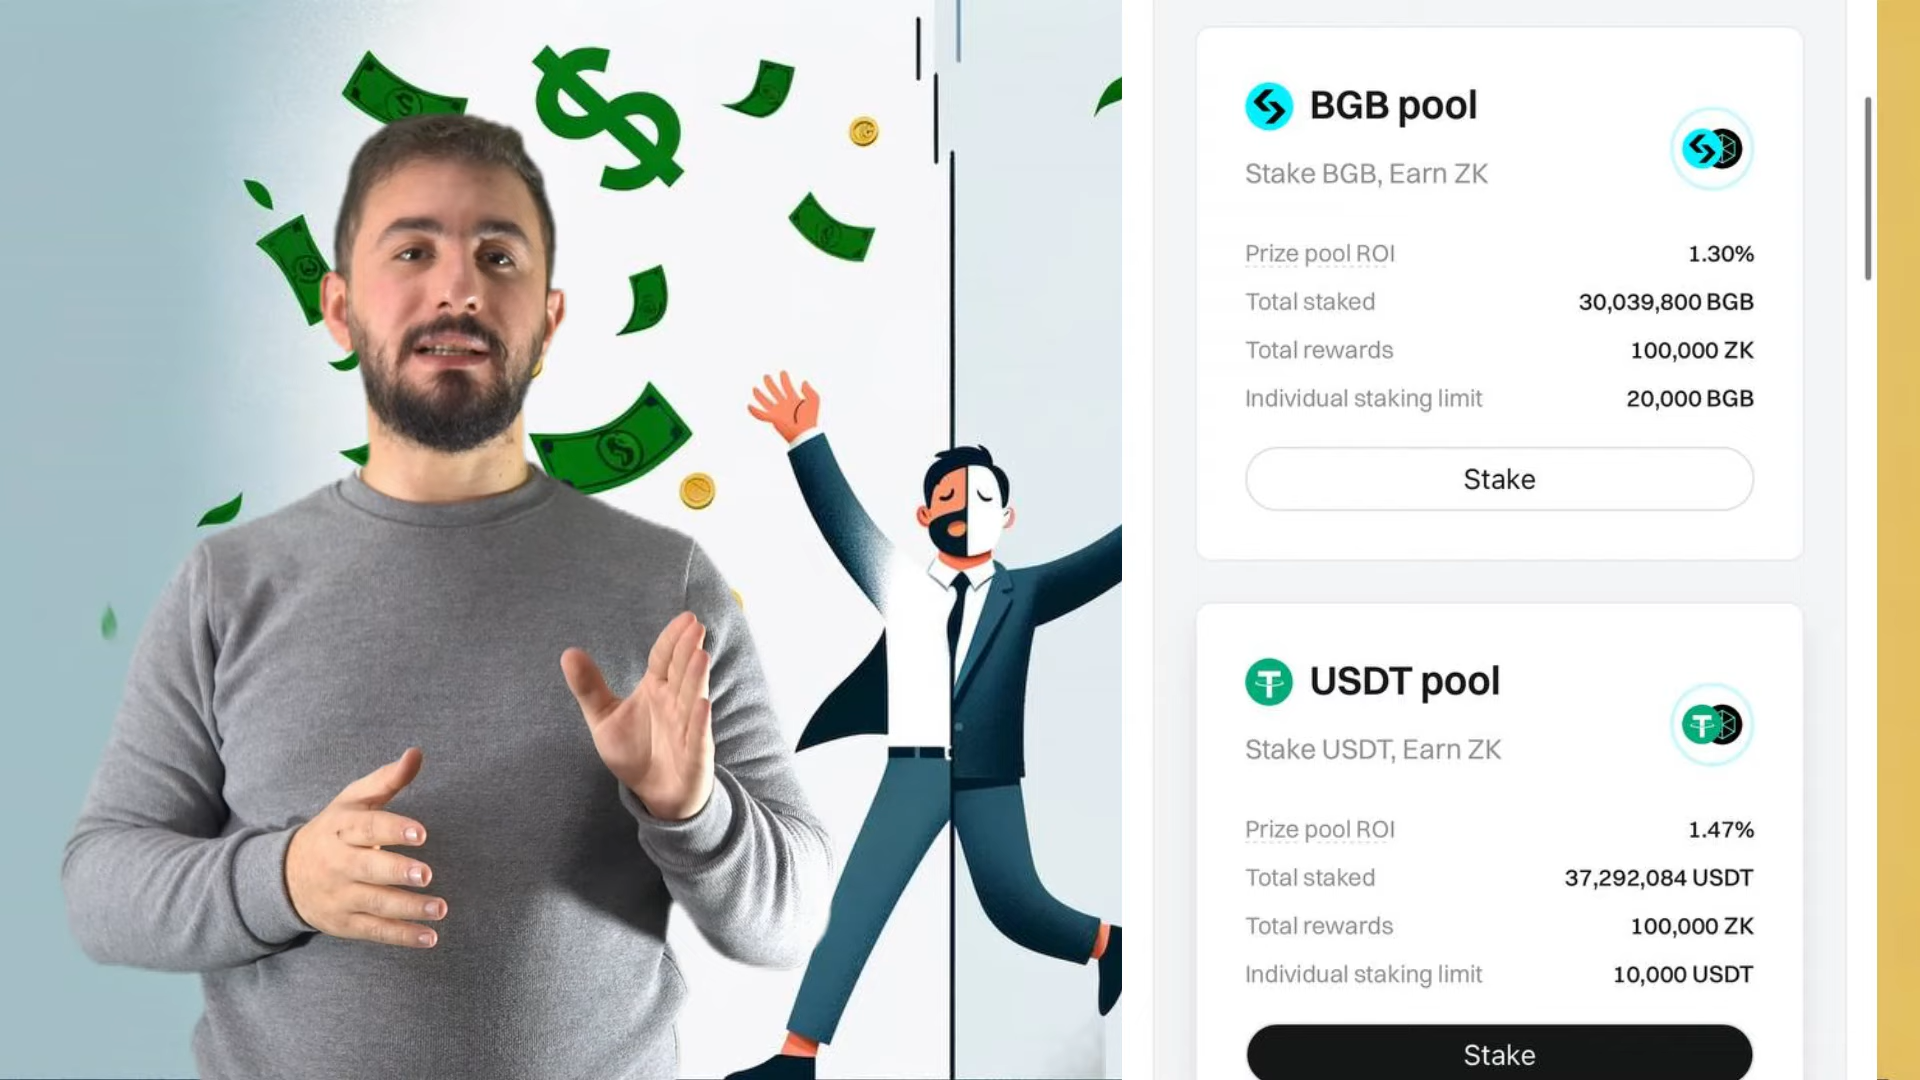 BGB pool
Stake BGB, Earn ZK
Prize pool ROI 1.30%
Total staked 30,039,800 BGB
Total rewards 100,000 ZK
Individual staking limit 20,000 BGB
Stake
USDT pool
Stake USDT, Earn ZK
Prize pool ROI 1.47%
Total staked 37,292,084 USDT
Total rewards 100,000 ZK
Individual staking limit 10,000 USDT
Stake